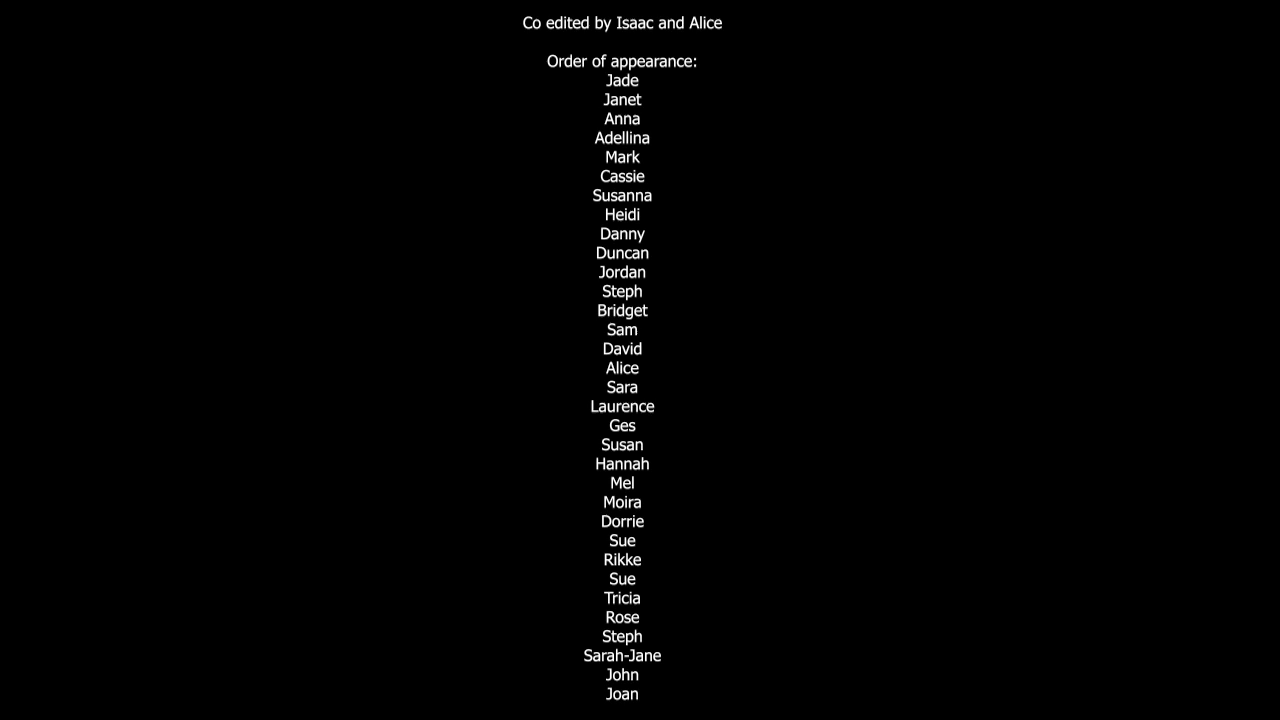 Co edited by Isaac and Alice
Order of appearance:
Jade
Janet
Anna
Adellina
Mark
Cassie
Susanna
Heidi
Danny
Duncan
Jordan
Steph
Bridget
Sam
David
Alice
Sara
Laurence
Ges
Susan
Hannah
Mel
Moira
Dorrie
Sue
Rikke
Sue
Tricia
Rose
Steph
Sarah-Jane
John
Joan